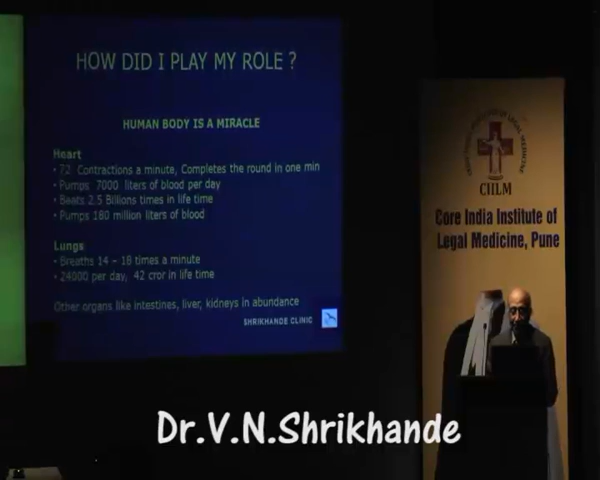 HOW DID I PLAY MY ROLE ?
HUMAN BODY IS A MIRACLE
Heart
• 72 Contractions a minute, Completes the round in one min
• Pumps 7000 liters of blood per day
• Beats 2.5 Billions times in life time
• Pumps 180 million liters of blood
Lungs
• Breaths 14 – 18 times a minute
• 24000 per day, 42 cror in life time
Other organs like intestines, liver, kidneys in abundance
SHRIKHANDE CLINIC
CIILM
Core India Institute of
Legal Medicine, Pune
Dr.V.N.Shrikhande